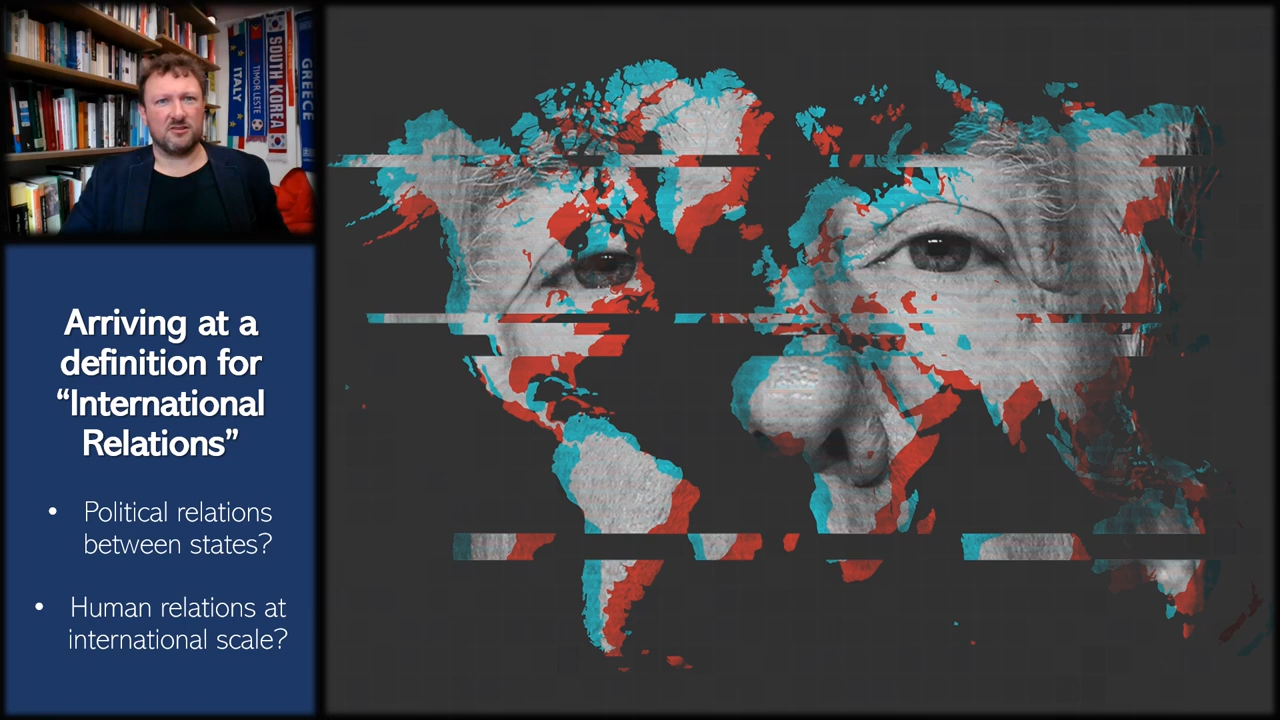 ITALY
TIMOR LESTE
SOUTH KOREA
GREECE
Arriving at a
definition for
“International
Relations”
• Political relations
between states?
• Human relations at
international scale?